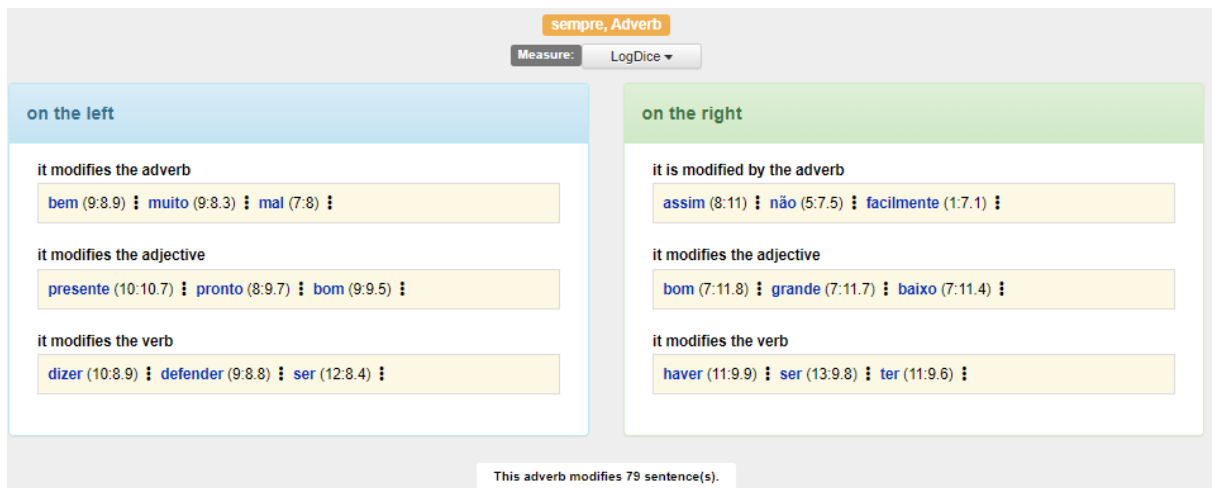 sempre, Adverb
Measure: LogDice
on the left
it modifies the adverb
bem (9:8.9) ⋮ muito (9:8.3) ⋮ mal (7:8) ⋮
it modifies the adjective
presente (10:10.7) ⋮ pronto (8:9.7) ⋮ bom (9:9.5) ⋮
it modifies the verb
dizer (10:8.9) ⋮ defender (9:8.8) ⋮ ser (12:8.4) ⋮
on the right
it is modified by the adverb
assim (8:11) ⋮ não (5:7.5) ⋮ facilmente (1:7.1) ⋮
it modifies the adjective
bom (7:11.8) ⋮ grande (7:11.7) ⋮ baixo (7:11.4) ⋮
it modifies the verb
haver (11:9.9) ⋮ ser (13:9.8) ⋮ ter (11:9.6) ⋮
This adverb modifies 79 sentence(s).